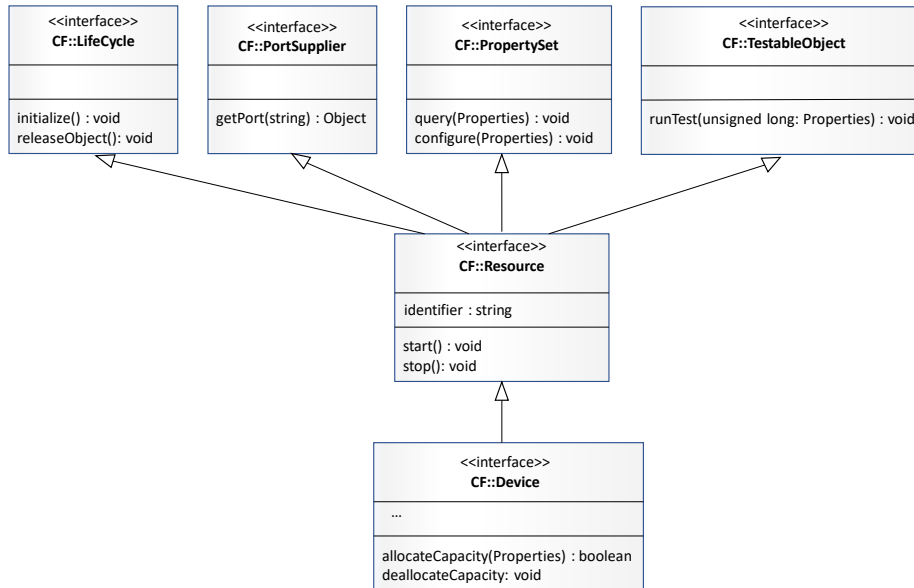 <<interface>>
CF::LifeCycle
initialize() : void
releaseObject(): void
<<interface>>
CF::PortSupplier
getPort(string) : Object
<<interface>>
CF::PropertySet
query(Properties) : void
configure(Properties) : void
<<interface>>
CF::TestableObject
runTest(unsigned long: Properties) : void
<<interface>>
CF::Resource
identifier : string
start() : void
stop(): void
<<interface>>
CF::Device
...
allocateCapacity(Properties) : boolean
deallocateCapacity: void